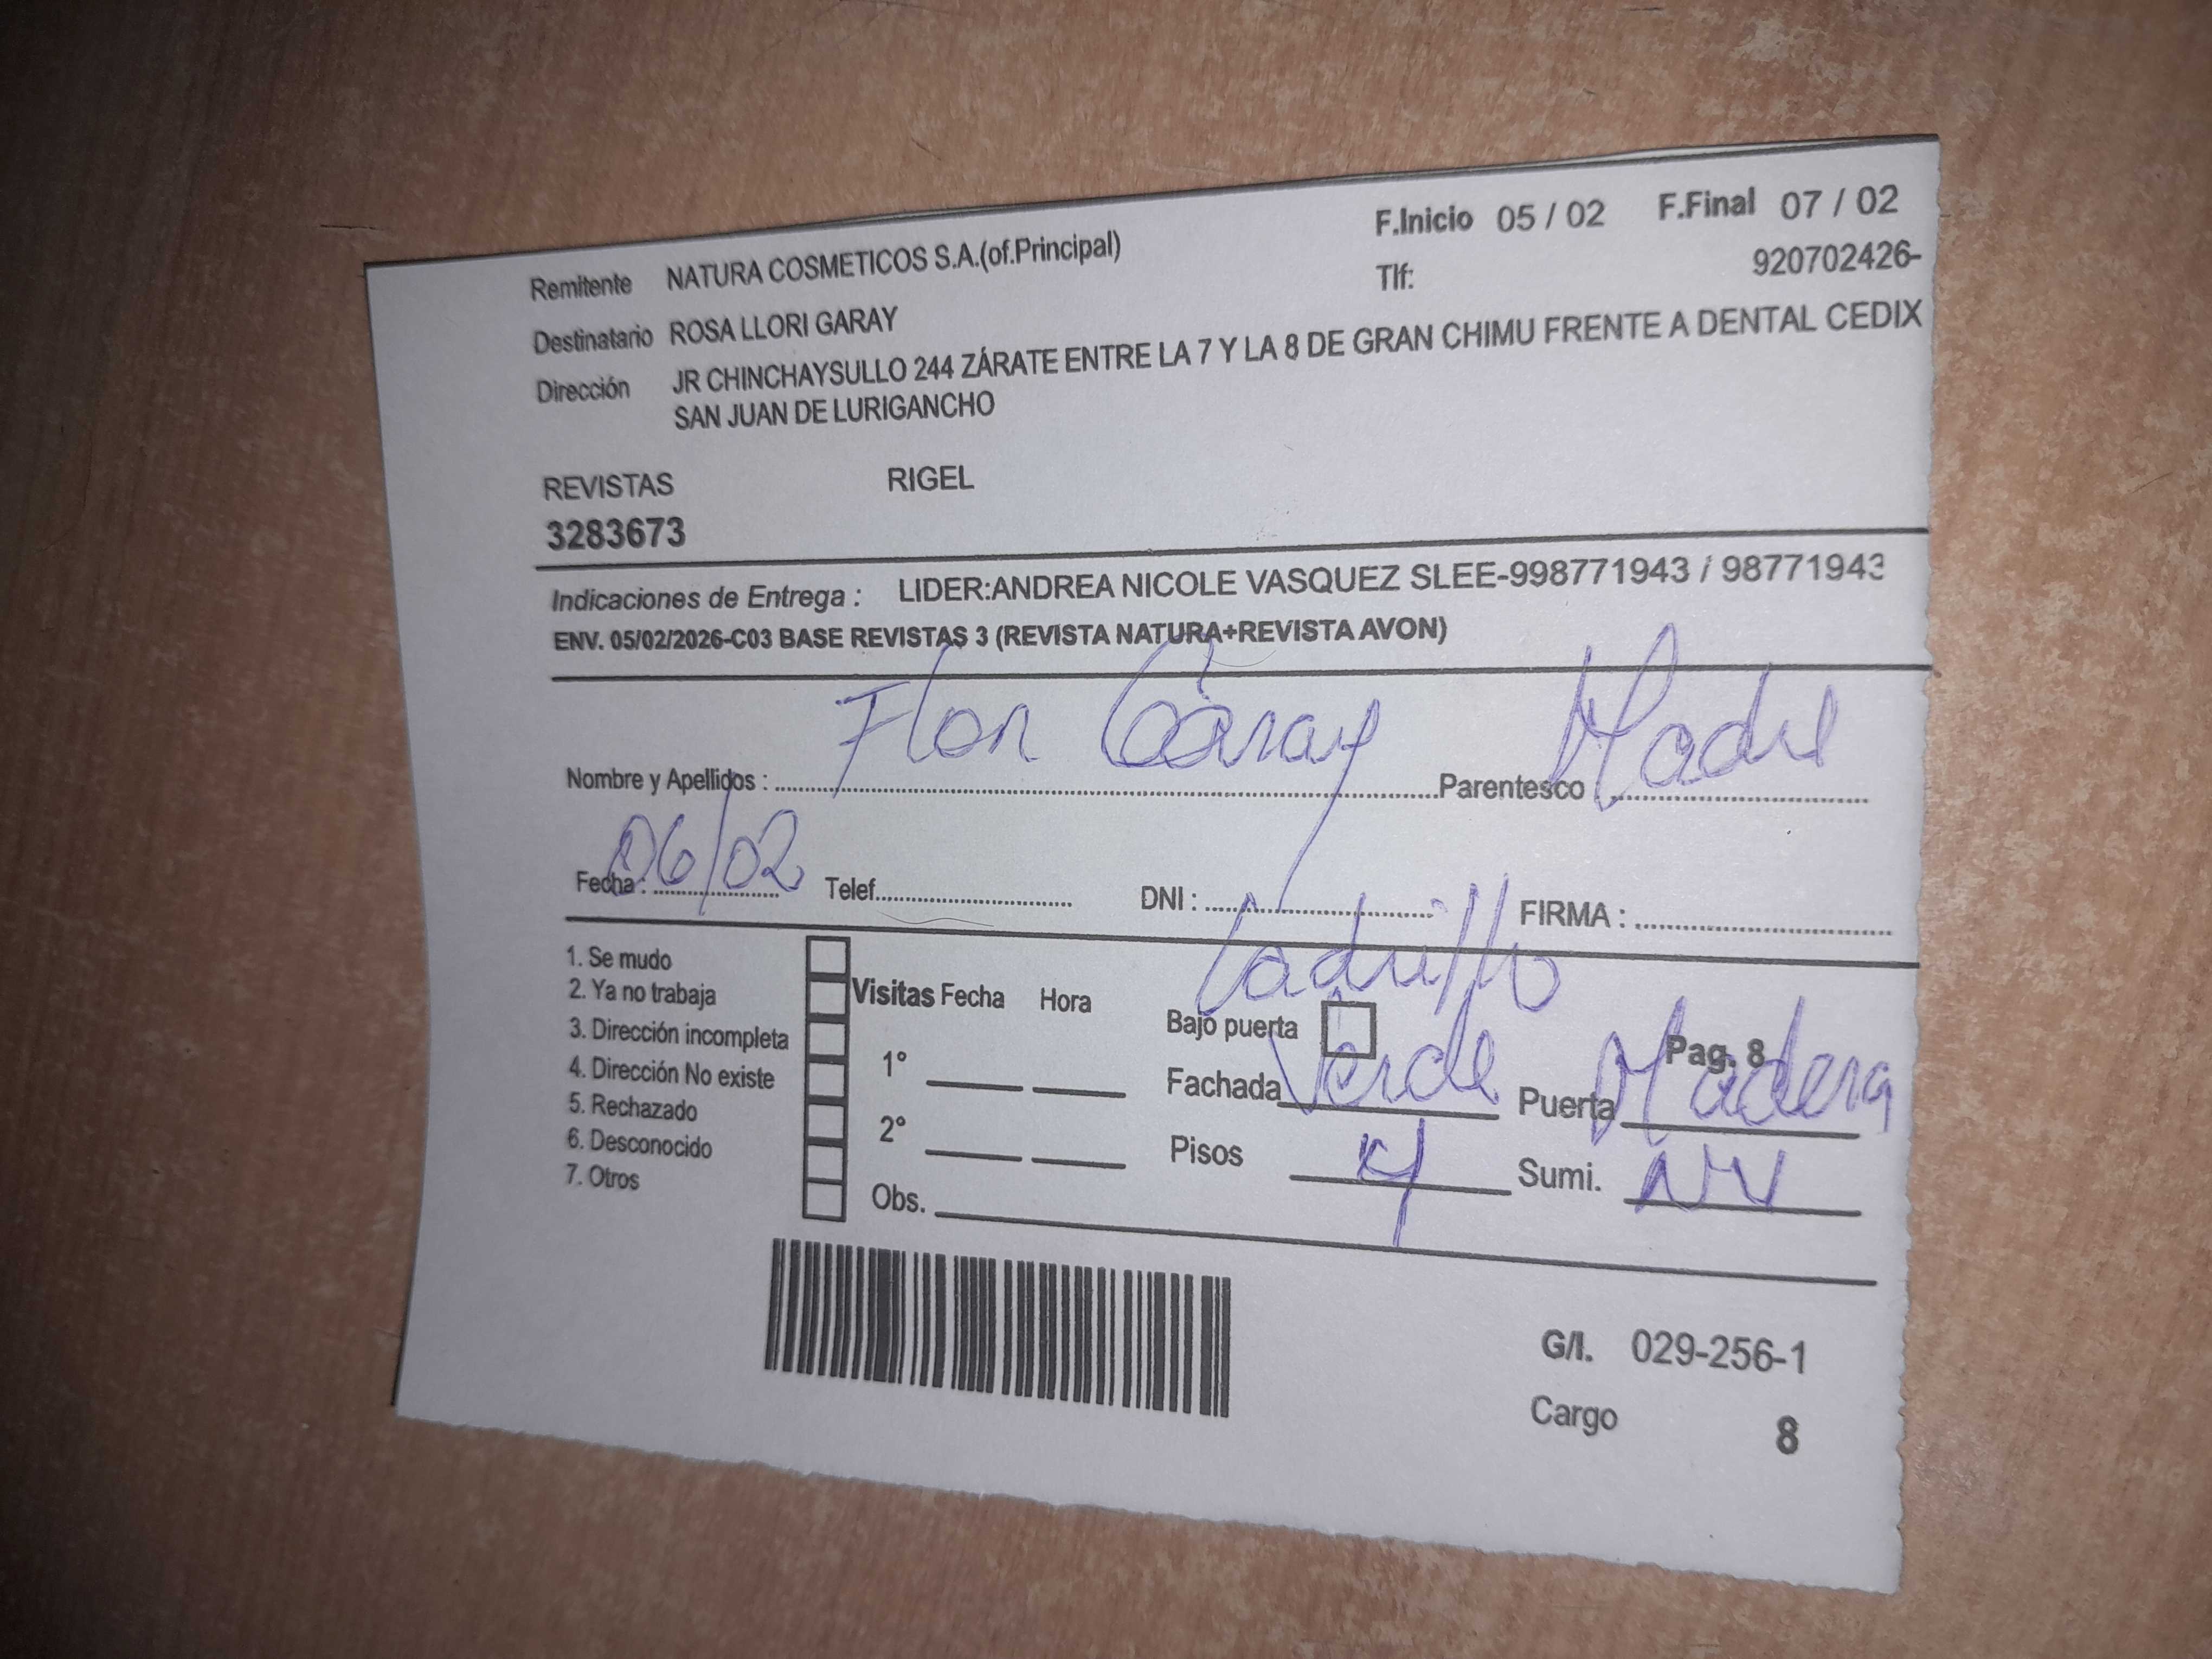 F.Inicio 05 / 02 F.Final 07 / 02
Remitente NATURA COSMETICOS S.A.(of.Principal) Tlf: 920702426-
Destinatario ROSA LLORI GARAY
Dirección JR CHINCHAYSULLO 244 ZÁRATE ENTRE LA 7 Y LA 8 DE GRAN CHIMU FRENTE A DENTAL CEDIX
SAN JUAN DE LURIGANCHO
REVISTAS RIGEL
3283673
Indicaciones de Entrega : LIDER:ANDREA NICOLE VASQUEZ SLEE-998771943 / 98771943
ENV. 05/02/2026-C03 BASE REVISTAS 3 (REVISTA NATURA+REVISTA AVON)
Nombre y Apellidos : Flor Garay Parentesco Madre
Fecha : 06/02 Telef. DNI : FIRMA :
1. Se mudo
2. Ya no trabaja
3. Dirección incompleta
4. Dirección No existe
5. Rechazado
6. Desconocido
7. Otros
Visitas Fecha Hora
1°
2°
Obs.
Ladrillo
Bajo puerta Pag. 8
Fachada Verde Puerta Madera
Pisos 4 Sumi.
G/I. 029-256-1
Cargo 8